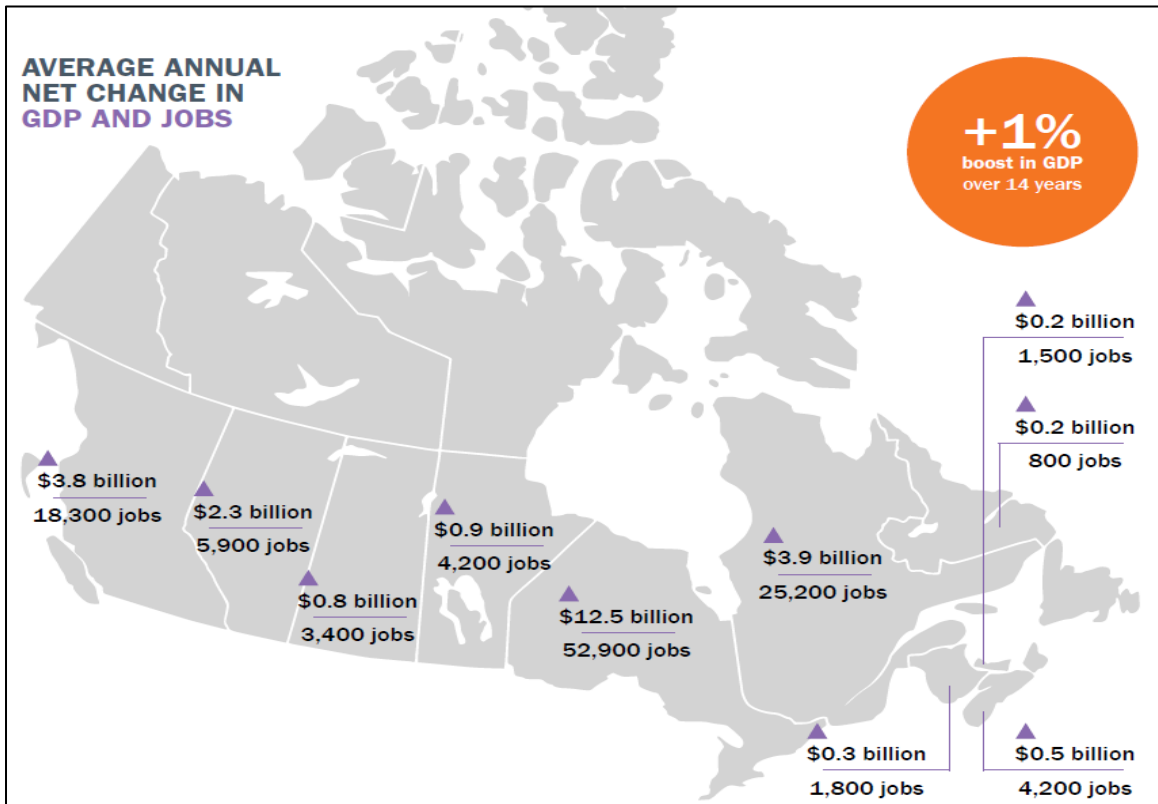 AVERAGE ANNUAL
NET CHANGE IN
GDP AND JOBS
+1%
boost in GDP
over 14 years
$0.2 billion
1,500 jobs
$0.2 billion
800 jobs
$3.8 billion
18,300 jobs
$2.3 billion
5,900 jobs
$0.8 billion
3,400 jobs
$0.9 billion
4,200 jobs
$12.5 billion
52,900 jobs
$3.9 billion
25,200 jobs
$0.3 billion
1,800 jobs
$0.5 billion
4,200 jobs